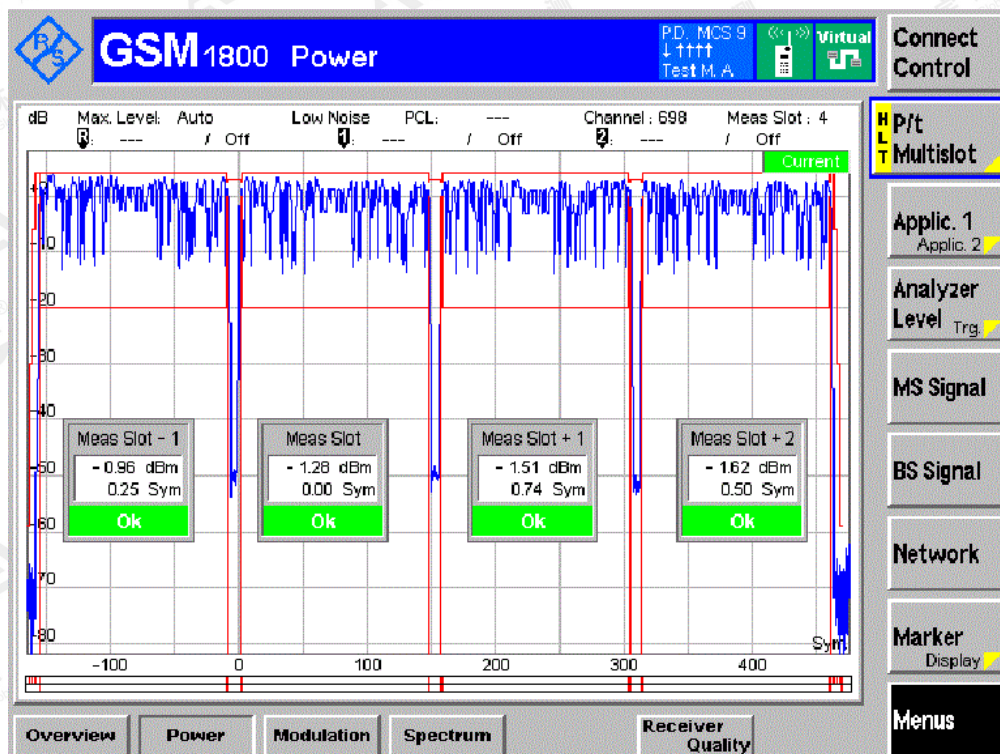 R S
GSM 1800 Power
P.D. MCS 9
↓ ↑↑↑↑
Test M. A.
Virtual
Connect
Control
dB Max. Level: Auto Low Noise PCL: --- Channel : 698 Meas Slot : 4
R : --- / Off 1 : --- / Off 2 : --- / Off
HLT
P/t
Multislot
Current
Applic. 1
Applic. 2
-10
-20
Analyzer
Level Trg.
-30
MS Signal
-40
Meas Slot - 1
- 0.96 dBm
0.25 Sym
Ok
Meas Slot
- 1.28 dBm
0.00 Sym
Ok
Meas Slot + 1
- 1.51 dBm
0.74 Sym
Ok
Meas Slot + 2
- 1.62 dBm
0.50 Sym
Ok
-50
BS Signal
-60
Network
-70
-80
Sym
Marker
Display
-100 0 100 200 300 400
Menus
Overview Power Modulation Spectrum Receiver Quality